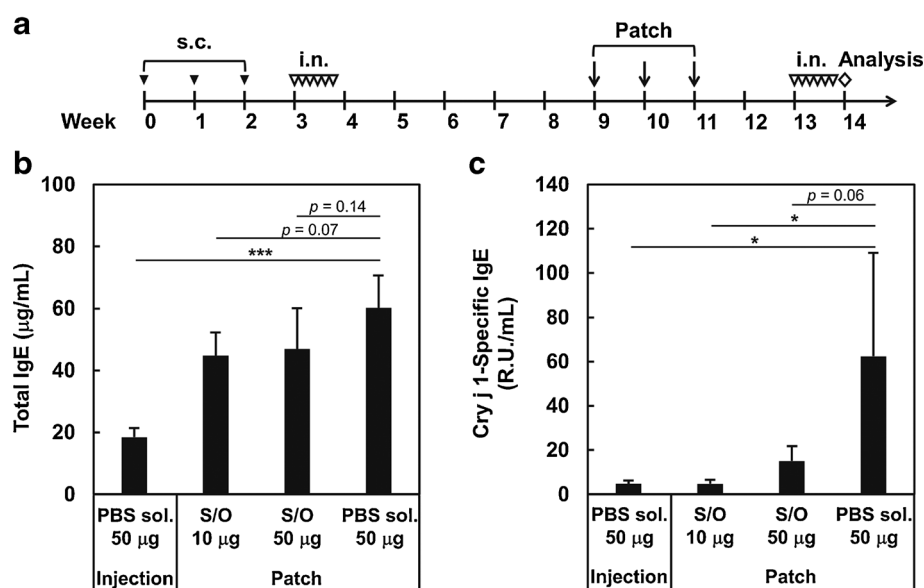 a
s.c.
i.n.
Patch
i.n. Analysis
Week 0 1 2 3 4 5 6 7 8 9 10 11 12 13 14
b
Total IgE (μg/mL)
100
80
60
40
20
0
p = 0.14
p = 0.07
***
PBS sol. S/O S/O PBS sol.
50 μg 10 μg 50 μg 50 μg
Injection Patch
c
Cry j 1-Specific IgE
(R.U./mL)
140
120
100
80
60
40
20
0
p = 0.06
*
*
PBS sol. S/O S/O PBS sol.
50 μg 10 μg 50 μg 50 μg
Injection Patch